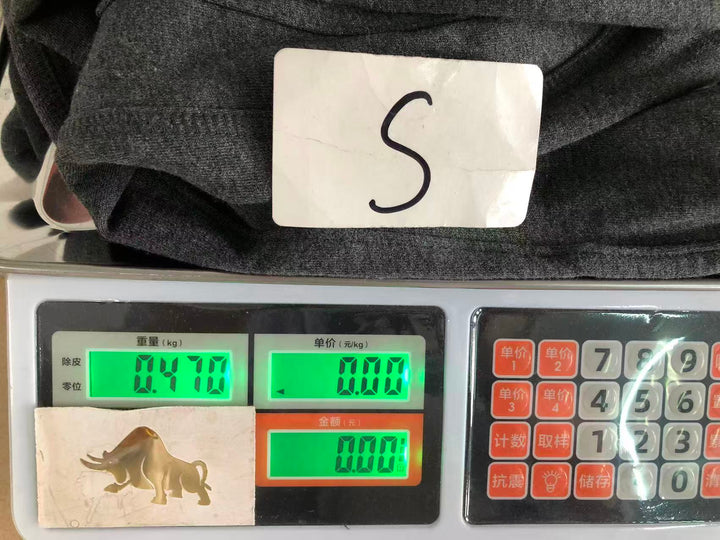 S
重量(kg)
单价(元/kg)
除皮
零位
0.470
0.00
金额(元)
0.00
单价1
单价2
7
8
9
单价3
单价4
4
5
6
计数
取样
1
2
3
抗震
储存
0